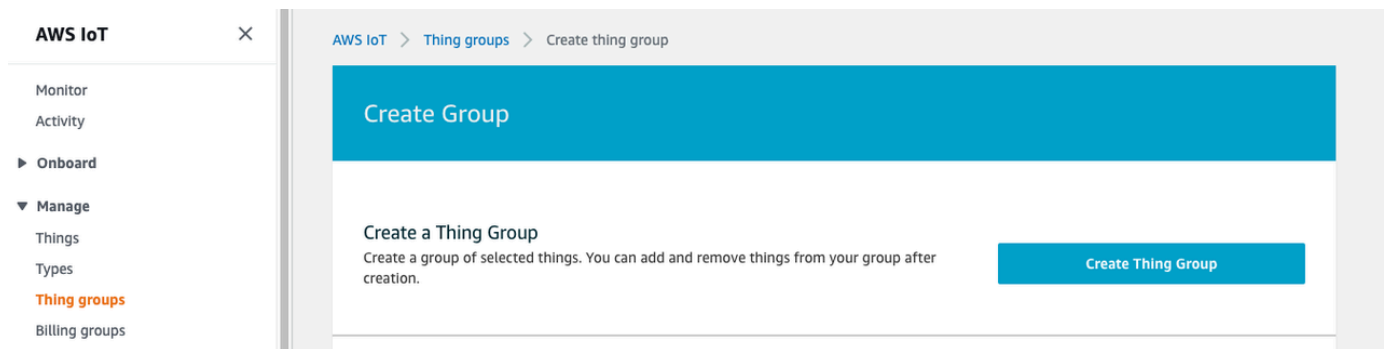 AWS IoT
Monitor
Activity
Onboard
Manage
Things
Types
Thing groups
Billing groups
AWS IoT > Thing groups > Create thing group
Create Group
Create a Thing Group
Create a group of selected things. You can add and remove things from your group after
creation.
Create Thing Group